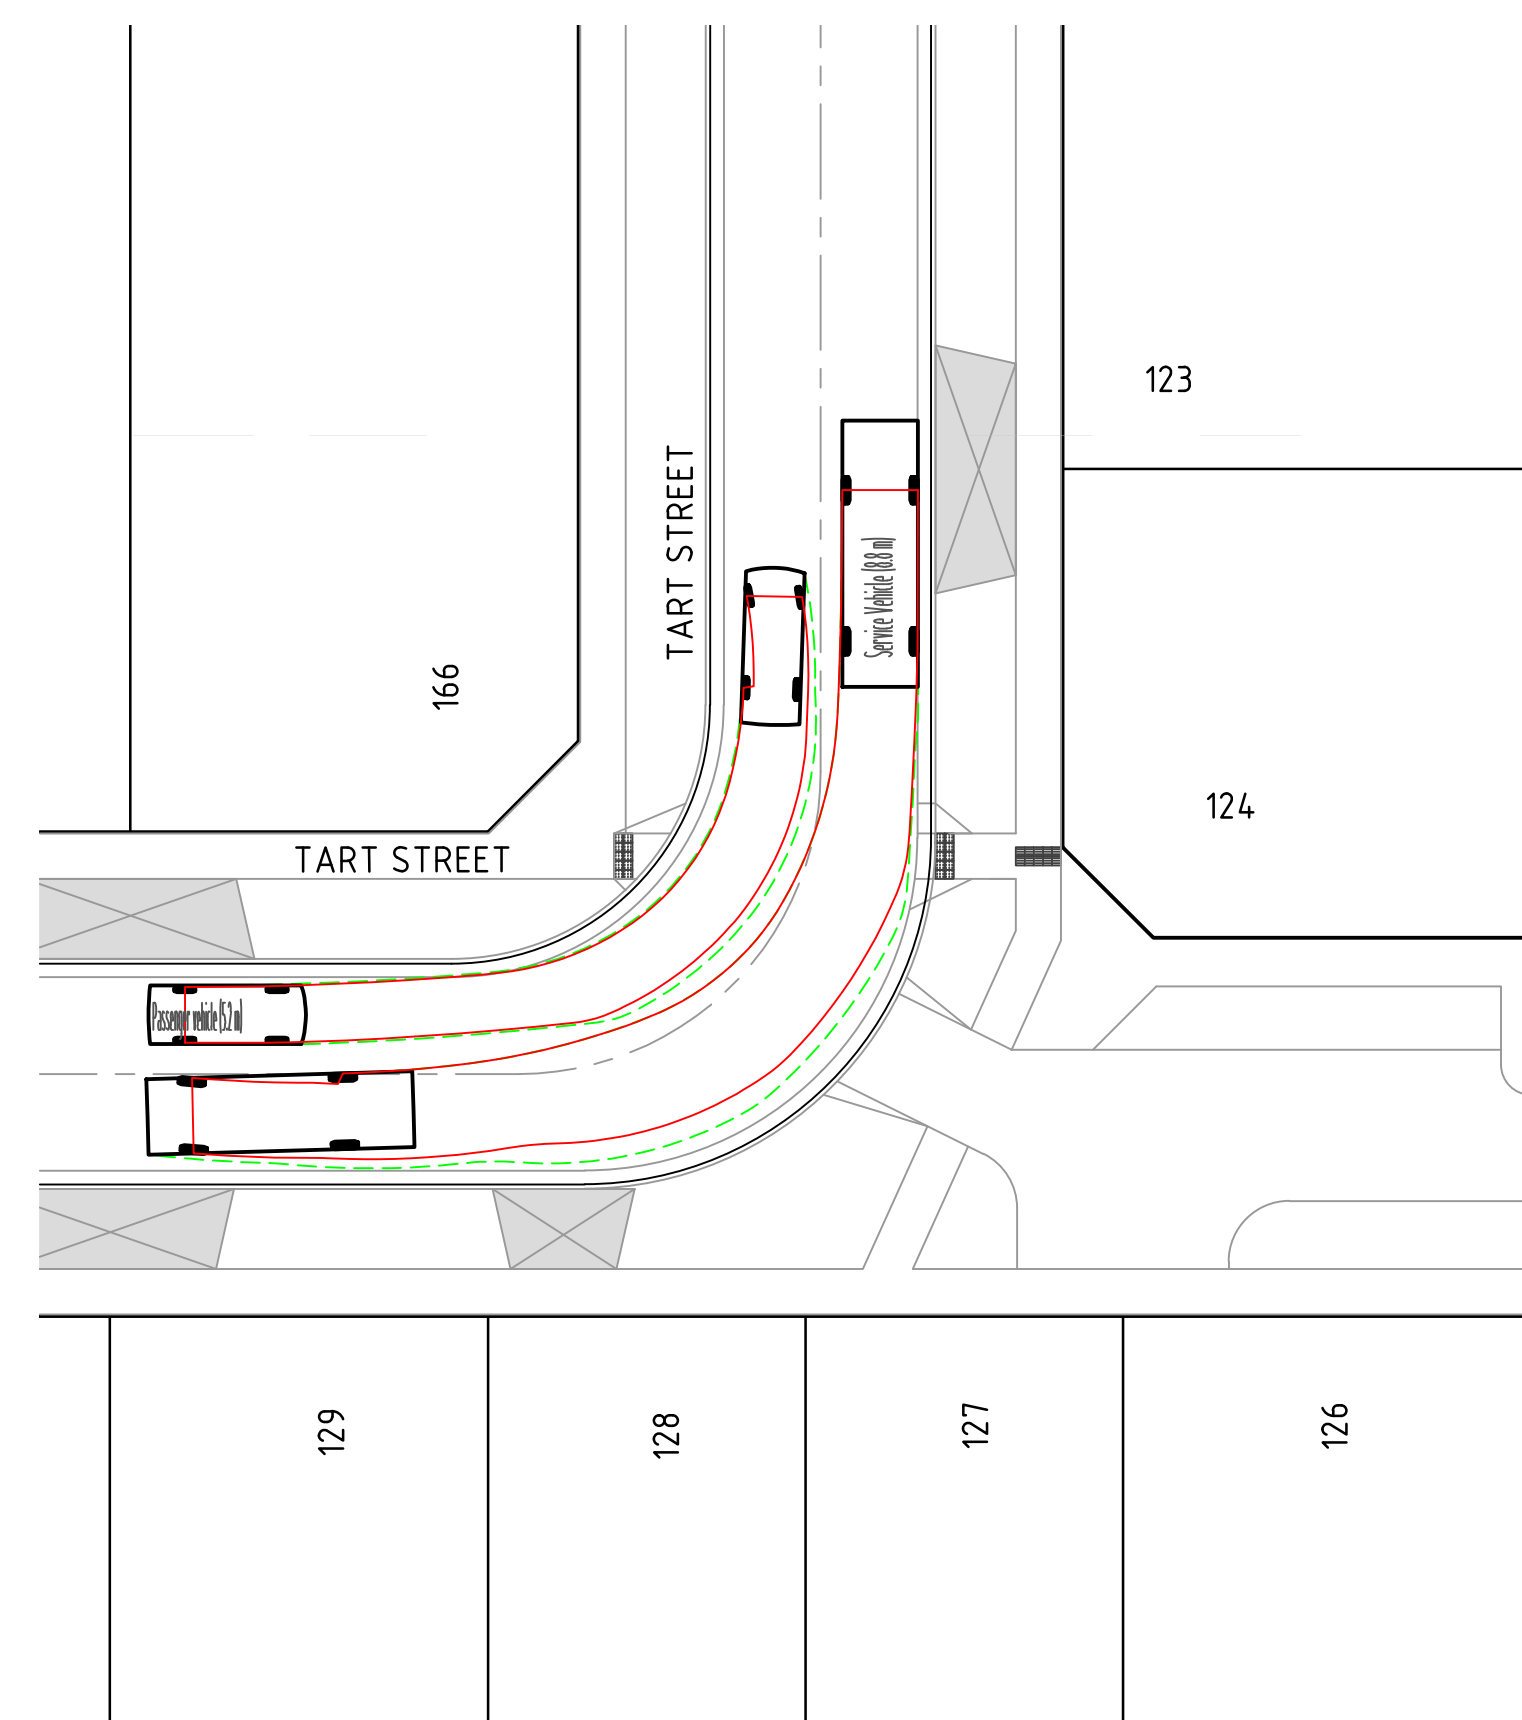 123
TART STREET
Service Vehicle (8.8 m)
166
124
TART STREET
Passenger vehicle (5.2 m)
129
128
127
126